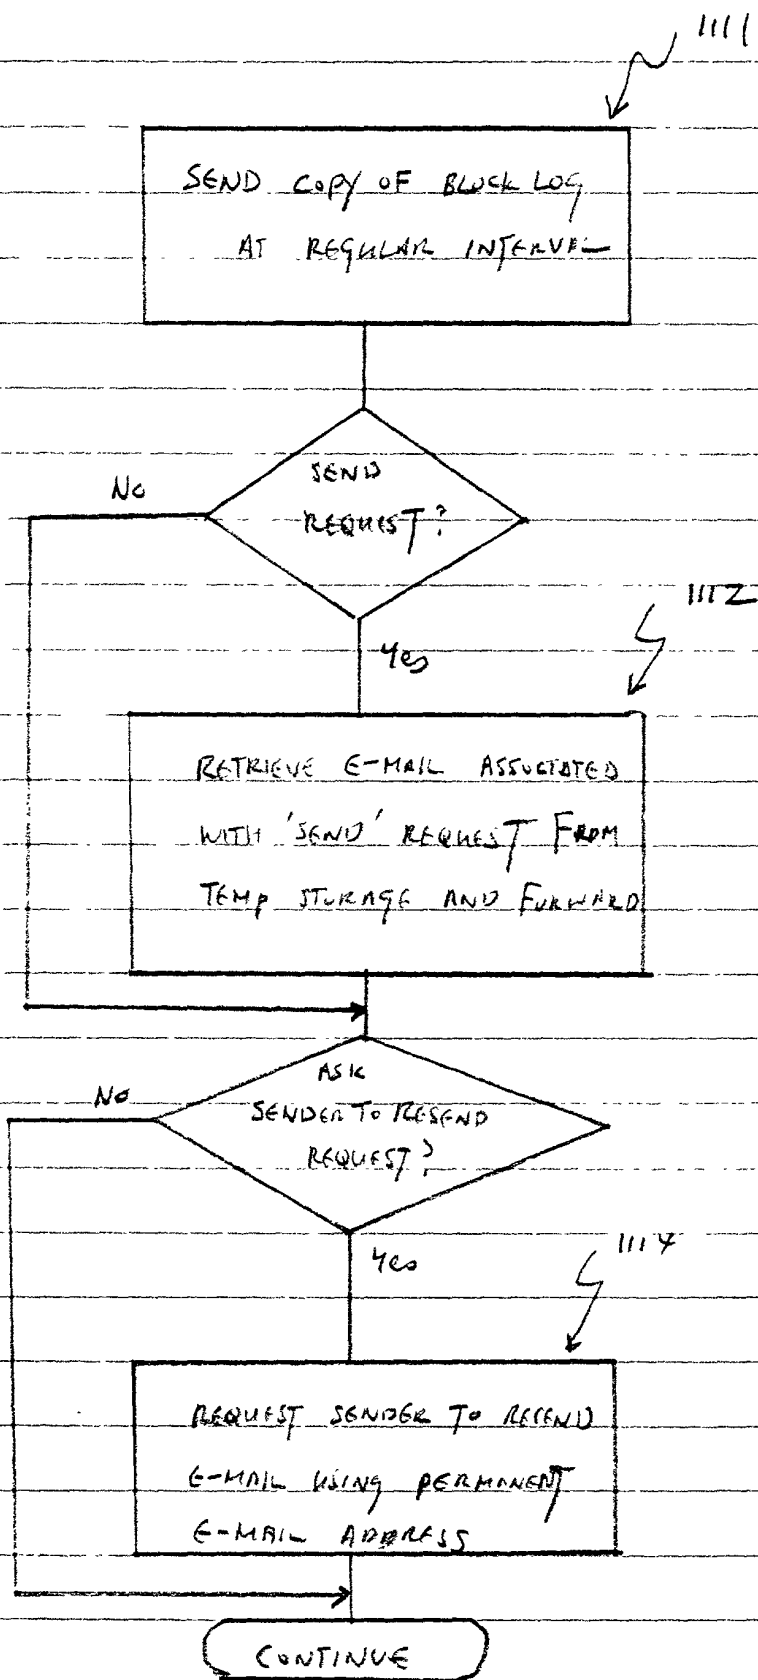 1111
SEND COPY OF BLOCK LOG
AT REGULAR INTERVAL
SEND
REQUEST?
No
Yes
1112
RETRIEVE E-MAIL ASSOCIATED
WITH 'SEND' REQUEST FROM
TEMP STORAGE AND FORWARD
ASK
SENDER TO RESEND
REQUEST?
No
Yes
1114
REQUEST SENDER TO RESEND
E-MAIL USING PERMANENT
E-MAIL ADDRESS
CONTINUE